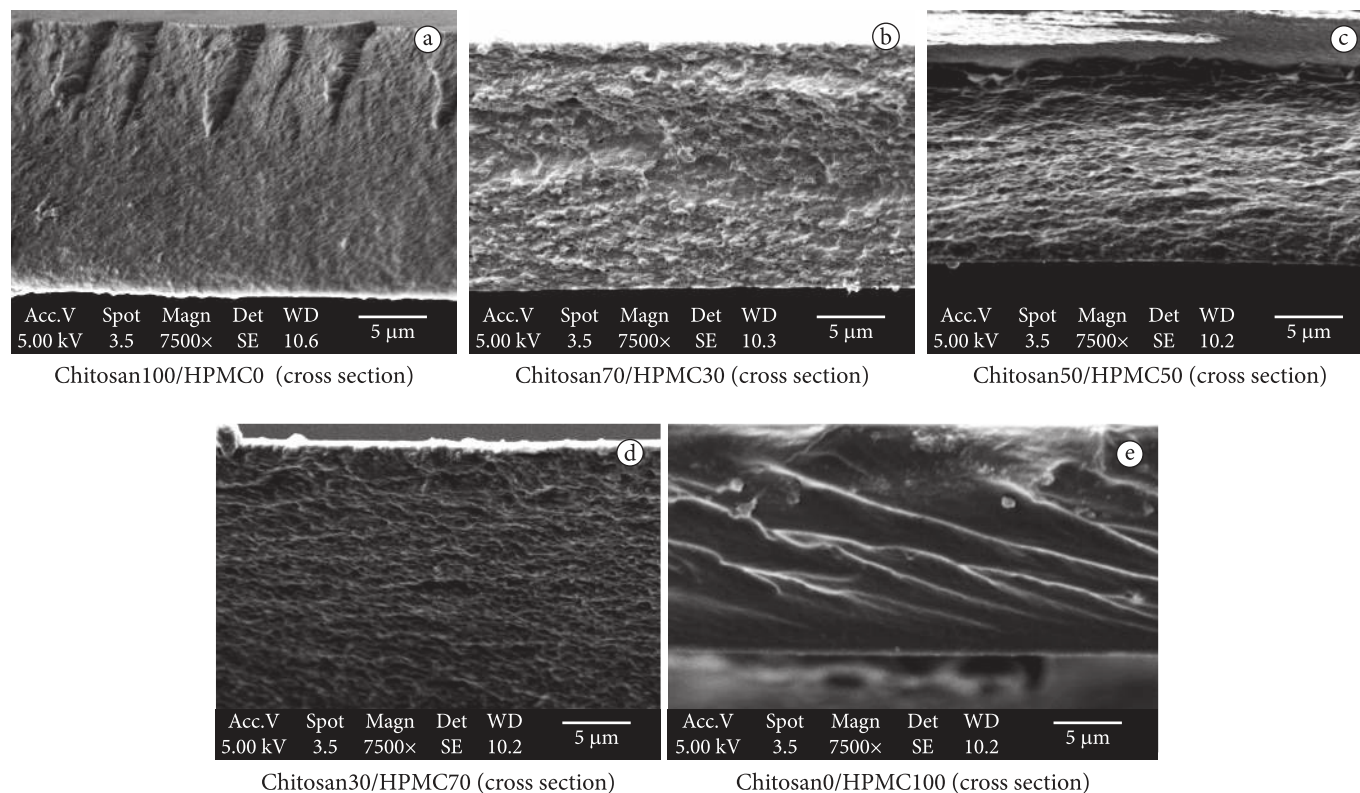 a
Acc.V Spot Magn Det WD
5.00 kV 3.5 7500× SE 10.6
5 µm
Chitosan100/HPMC0 (cross section)
b
Acc.V Spot Magn Det WD
5.00 kV 3.5 7500× SE 10.3
5 µm
Chitosan70/HPMC30 (cross section)
c
Acc.V Spot Magn Det WD
5.00 kV 3.5 7500× SE 10.2
5 µm
Chitosan50/HPMC50 (cross section)
d
Acc.V Spot Magn Det WD
5.00 kV 3.5 7500× SE 10.2
5 µm
Chitosan30/HPMC70 (cross section)
e
Acc.V Spot Magn Det WD
5.00 kV 3.5 7500× SE 10.2
5 µm
Chitosan0/HPMC100 (cross section)